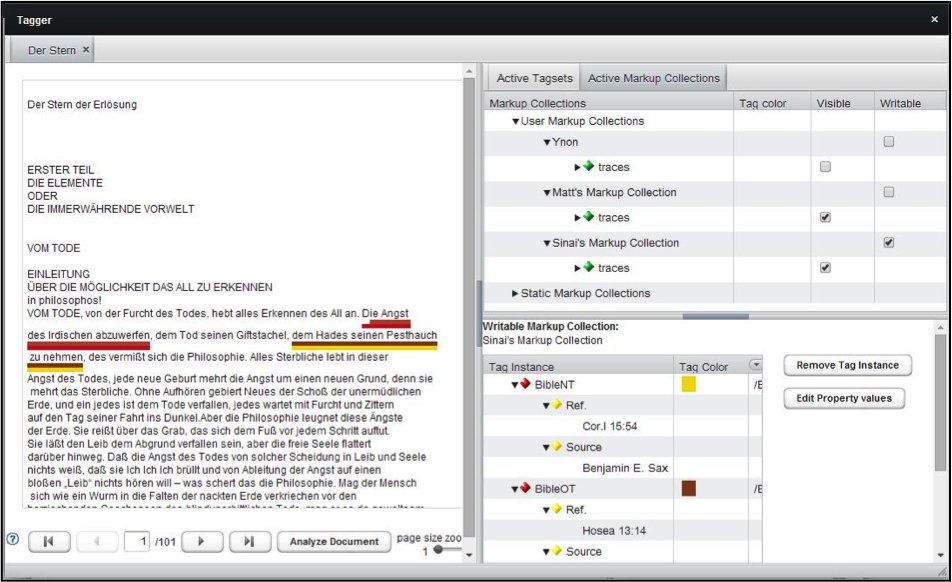 Tagger
×
Der Stern ×
Der Stern der Erlösung
ERSTER TEIL
DIE ELEMENTE
ODER
DIE IMMERWÄHRENDE VORWELT
VOM TODE
EINLEITUNG
ÜBER DIE MÖGLICHKEIT DAS ALL ZU ERKENNEN
in philosophos!
VOM TODE, von der Furcht des Todes, hebt alles Erkennen des All an. Die Angst
des Irdischen abzuwerfen, dem Tod seinen Giftstachel, dem Hades seinen Pesthauch
zu nehmen, des vermißt sich die Philosophie. Alles Sterbliche lebt in dieser
Angst des Todes, jede neue Geburt mehrt die Angst um einen neuen Grund, denn sie
mehrt das Sterbliche. Ohne Aufhören gebiert Neues der Schoß der unermüdlichen
Erde, und ein jedes ist dem Tode verfallen, jedes wartet mit Furcht und Zittern
auf den Tag seiner Fahrt ins Dunkel.Aber die Philosophie leugnet diese Ängste
der Erde. Sie reißt über das Grab, das sich dem Fuß vor jedem Schritt auftut.
Sie läßt den Leib dem Abgrund verfallen sein, aber die freie Seele flattert
darüber hinweg. Daß die Angst des Todes von solcher Scheidung in Leib und Seele
nichts weiß, daß sie Ich Ich Ich brüllt und von Ableitung der Angst auf einen
bloßen „Leib" nichts hören will – was schert das die Philosophie. Mag der Mensch
sich wie ein Wurm in die Falten der nackten Erde verkriechen vor den
1 /101
Analyze Document
page size zoo
1
Active Tagsets
Active Markup Collections
Markup Collections Tag color Visible Writable
User Markup Collections
Ynon
traces
Matt's Markup Collection
traces
Sinai's Markup Collection
traces
Static Markup Collections
Writable Markup Collection:
Sinai's Markup Collection
Tag Instance Tag Color
BibleNT /E
Ref.
Cor.I 15:54
Source
Benjamin E. Sax
BibleOT /E
Ref.
Hosea 13:14
Source
Remove Tag Instance
Edit Property values